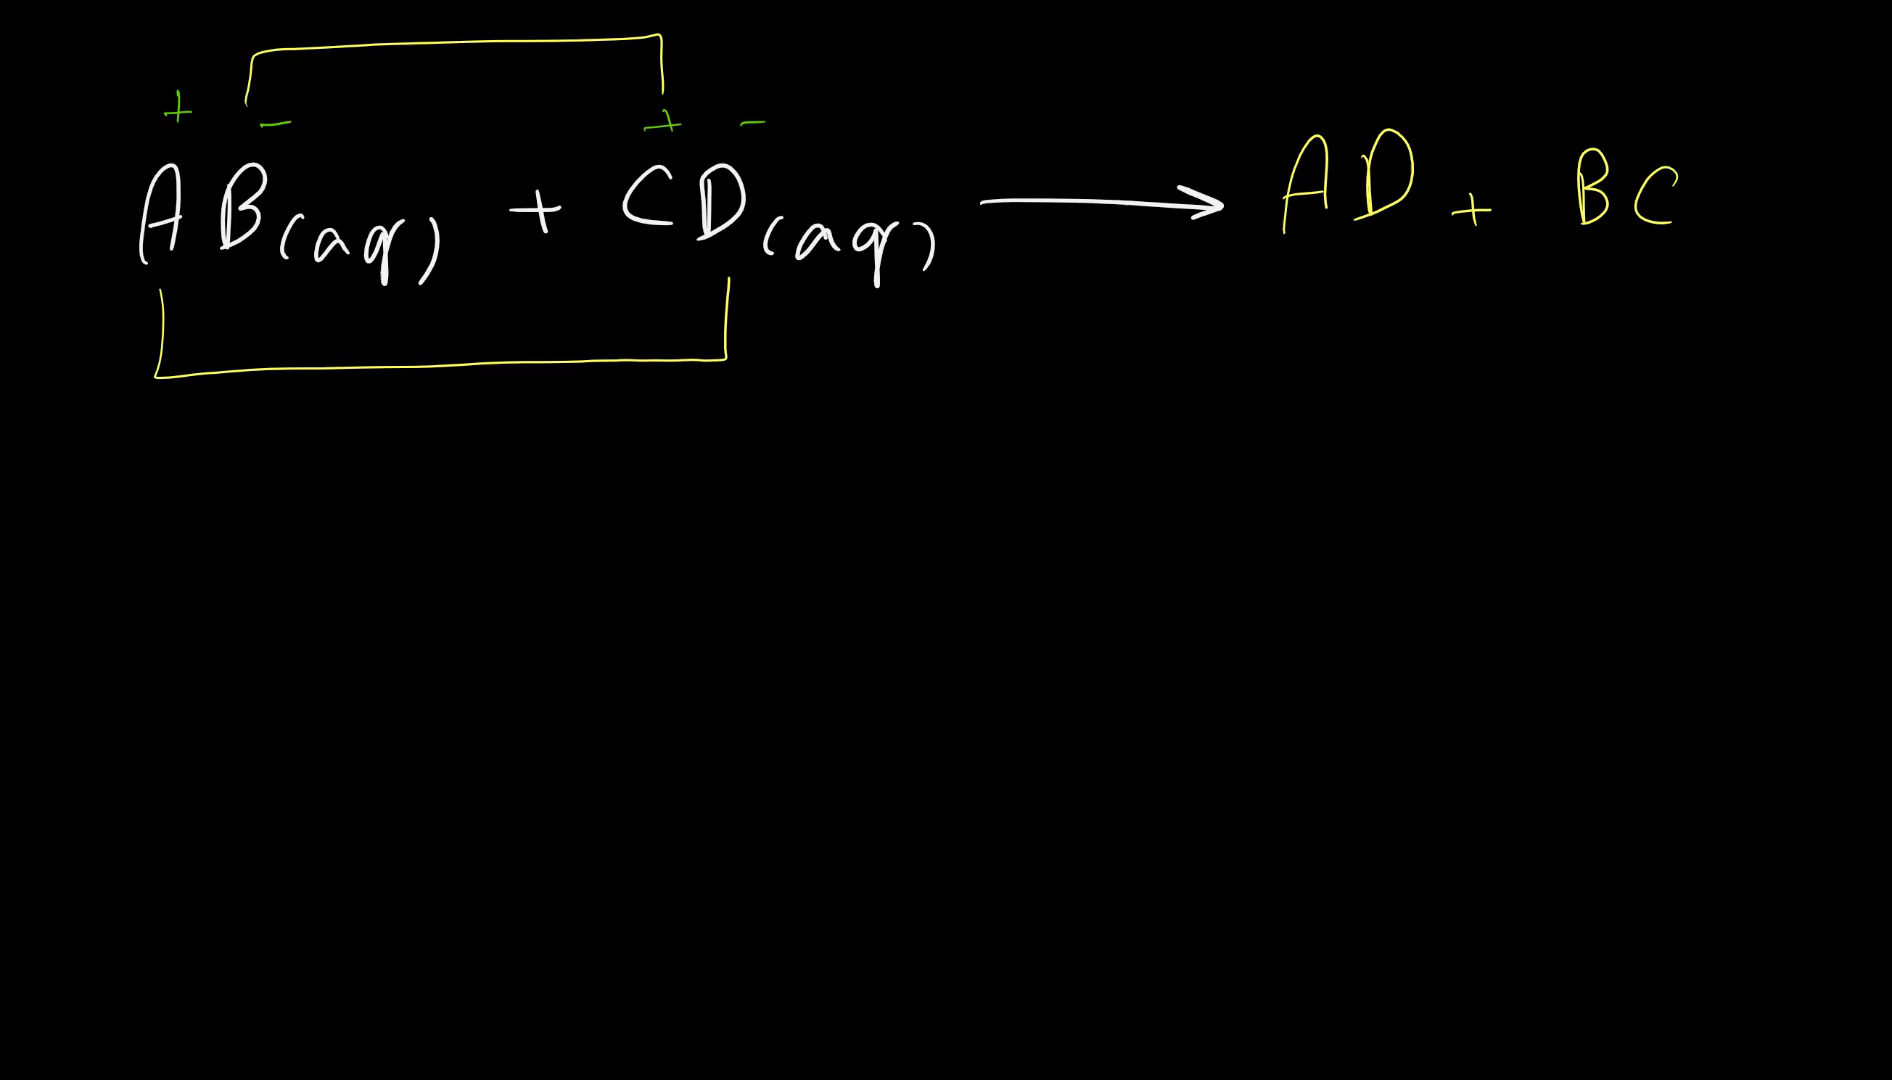 + - + -
AB(aq) + CD(aq) → AD + BC